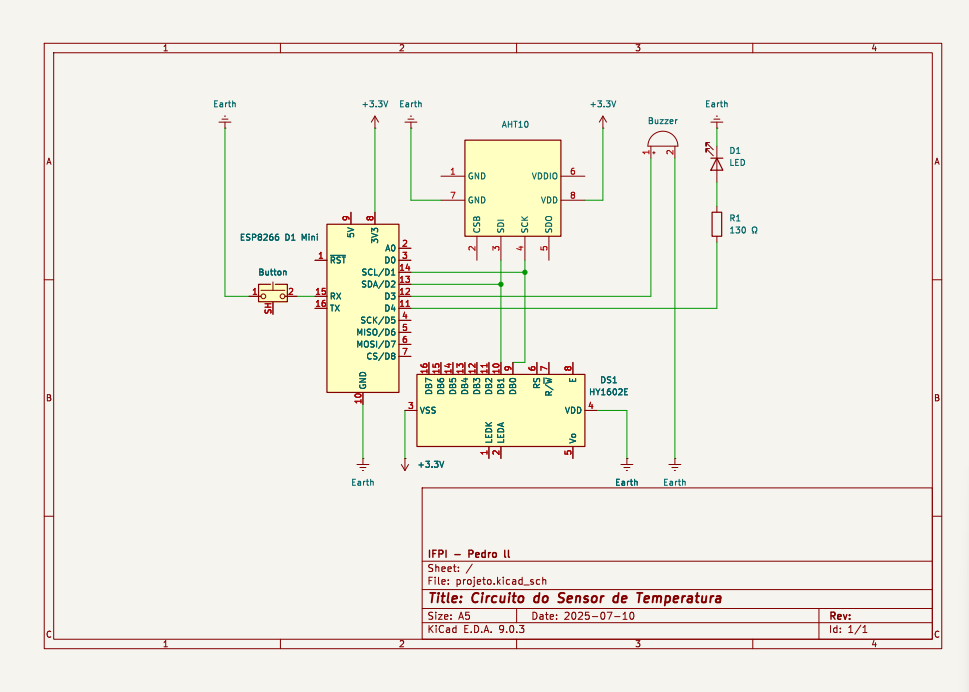 1 2 3 4
Earth +3.3V Earth +3.3V Earth
AHT10
Buzzer
1 + 2
D1
LED
A A
1 GND VDDIO 6
7 GND VDD 8
CSB SDI SCK SDO
2 3 4 5
R1
130 Ω
ESP8266 D1 Mini
9 8
5V 3V3
A0 2
1 RST D0 3
SCL/D1 14
SDA/D2 13
15 RX D3 12
16 TX D4 11
SCK/D5 4
MISO/D6 5
MOSI/D7 6
CS/D8 7
GND
10
Button
1 2
SH
16 15 14 13 12 11 10 9 6 7 8
DB7 DB6 DB5 DB4 DB3 DB2 DB1 DB0 RS R/W E
DS1
HY1602E
3 VSS VDD 4
LEDK LEDA Vo
1 2 5
B B
+3.3V
Earth Earth Earth
IFPI – Pedro ll
Sheet: /
File: projeto.kicad_sch
Title: Circuito do Sensor de Temperatura
Size: A5 Date: 2025-07-10 Rev:
KiCad E.D.A. 9.0.3 Id: 1/1
C C
1 2 3 4